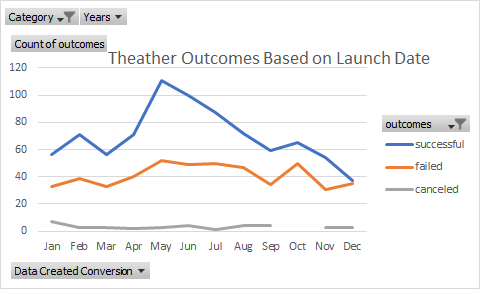 Category Years
Count of outcomes
Theather Outcomes Based on Launch Date
120
100
80
60
40
20
0
Jan Feb Mar Apr May Jun Jul Aug Sep Oct Nov Dec
outcomes
successful
failed
canceled
Data Created Conversion